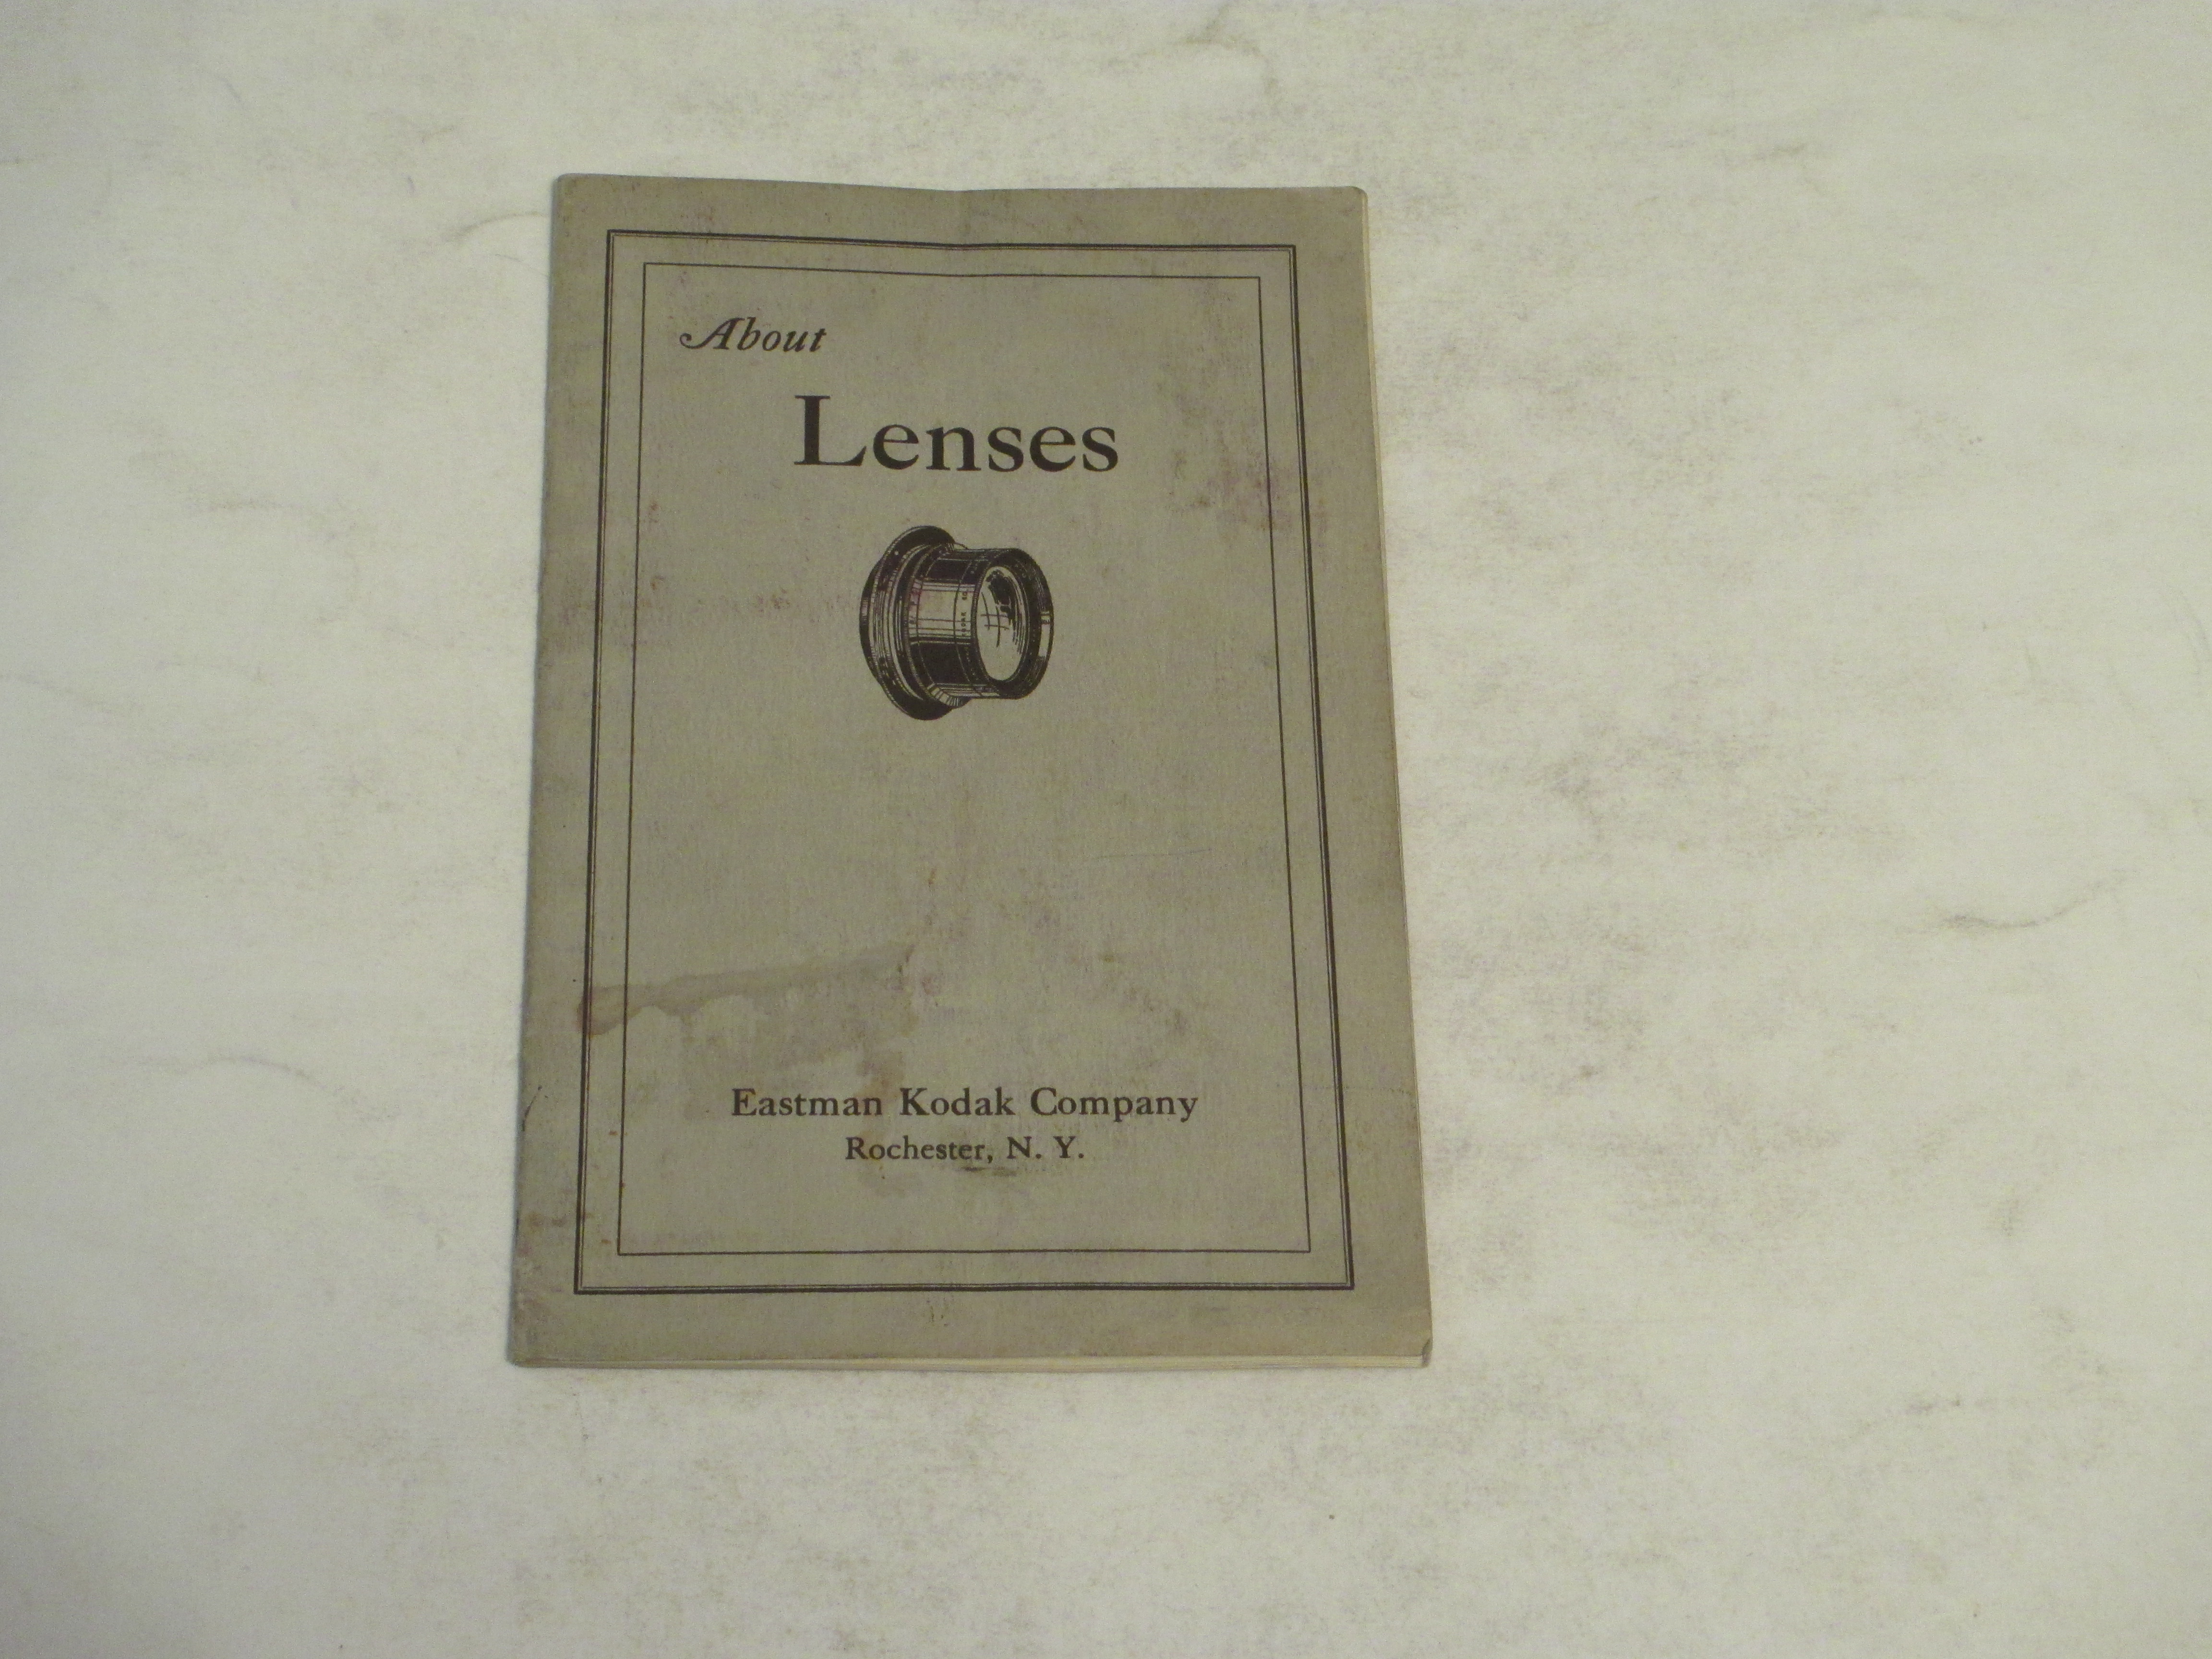 About
Lenses
Eastman Kodak Company
Rochester, N. Y.